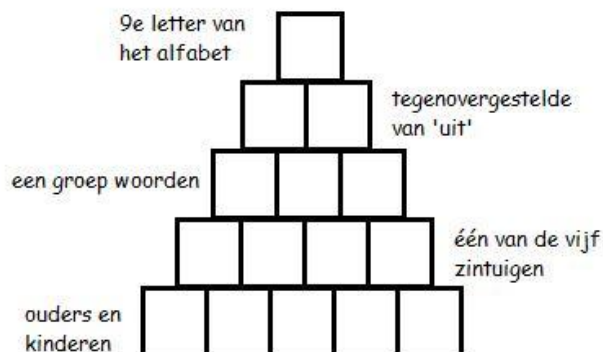 9e letter van
het alfabet
tegenovergestelde
van 'uit'
een groep woorden
één van de vijf
zintuigen
ouders en
kinderen